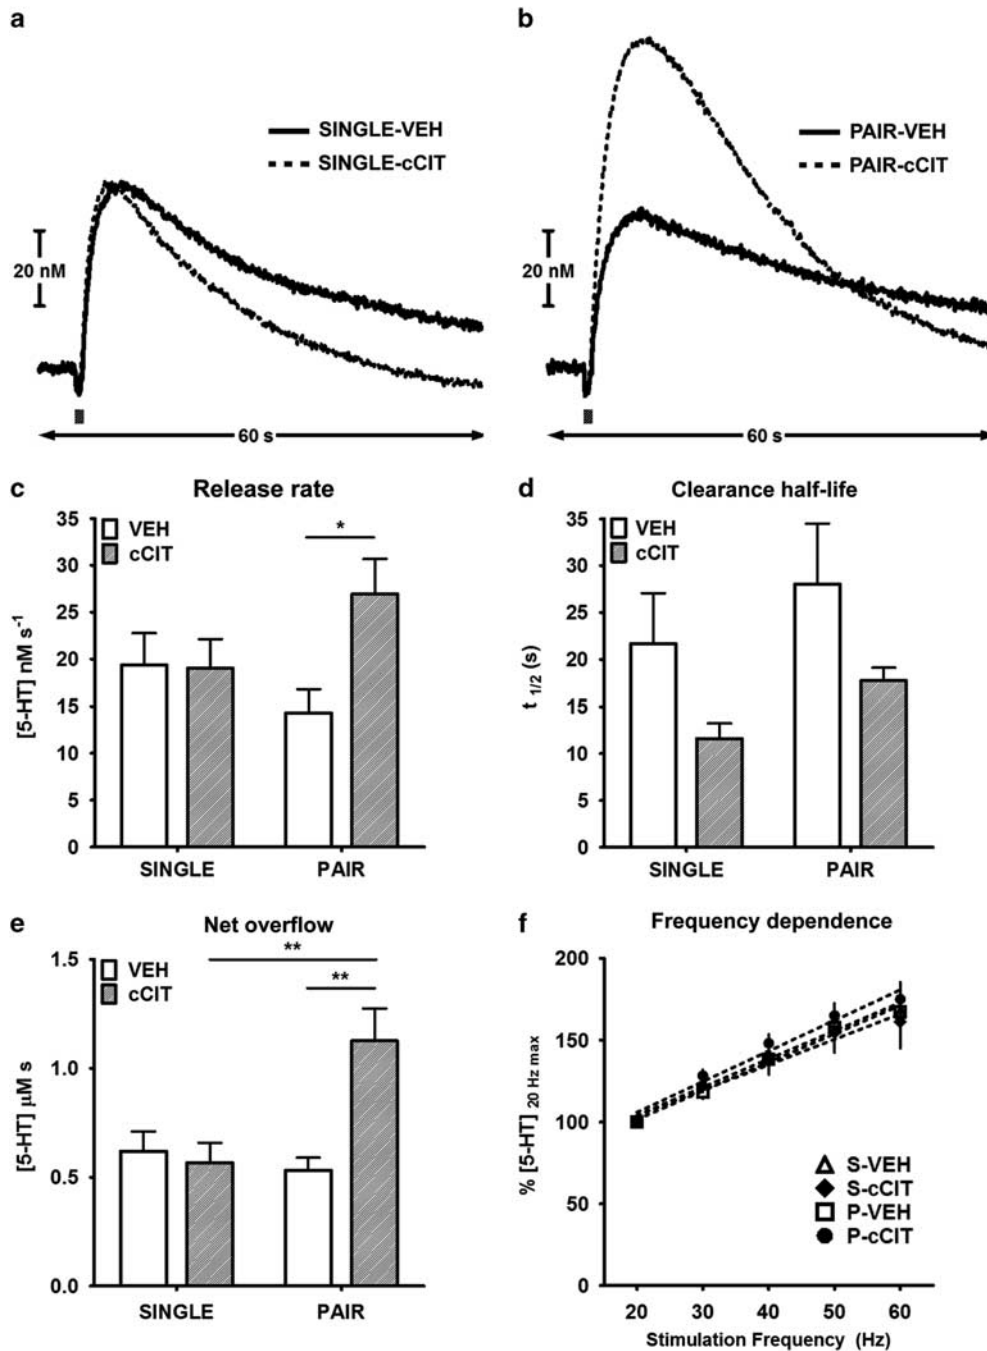 a
SINGLE-VEH
SINGLE-cCIT
20 nM
60 s
b
PAIR-VEH
PAIR-cCIT
20 nM
60 s
c
Release rate
VEH
cCIT
[5-HT] nM s-1
35
30
25
20
15
10
5
0
*
SINGLE
PAIR
d
Clearance half-life
VEH
cCIT
t 1/2 (s)
35
30
25
20
15
10
5
0
SINGLE
PAIR
e
Net overflow
VEH
cCIT
[5-HT] µM s
1.5
1.0
0.5
0.0
**
**
SINGLE
PAIR
f
Frequency dependence
% [5-HT] 20 Hz max
200
150
100
50
0
S-VEH
S-cCIT
P-VEH
P-cCIT
20 30 40 50 60
Stimulation Frequency (Hz)